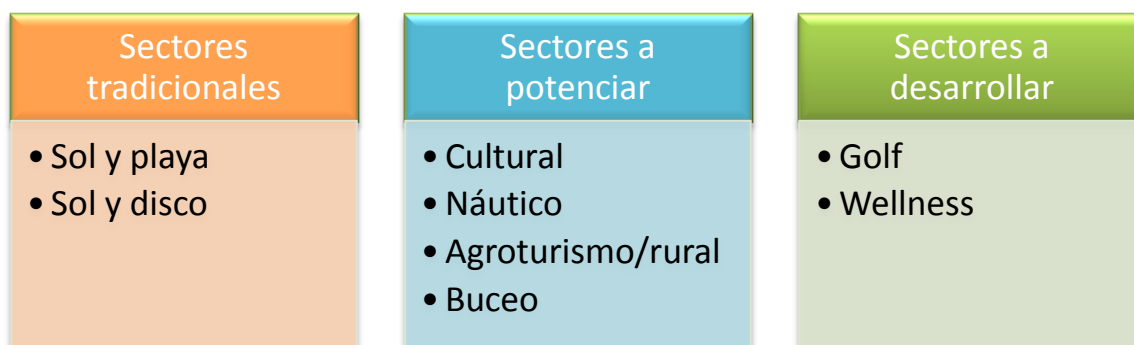 Sectores
tradicionales
• Sol y playa
• Sol y disco
Sectores a
potenciar
• Cultural
• Náutico
• Agroturismo/rural
• Buceo
Sectores a
desarrollar
• Golf
• Wellness